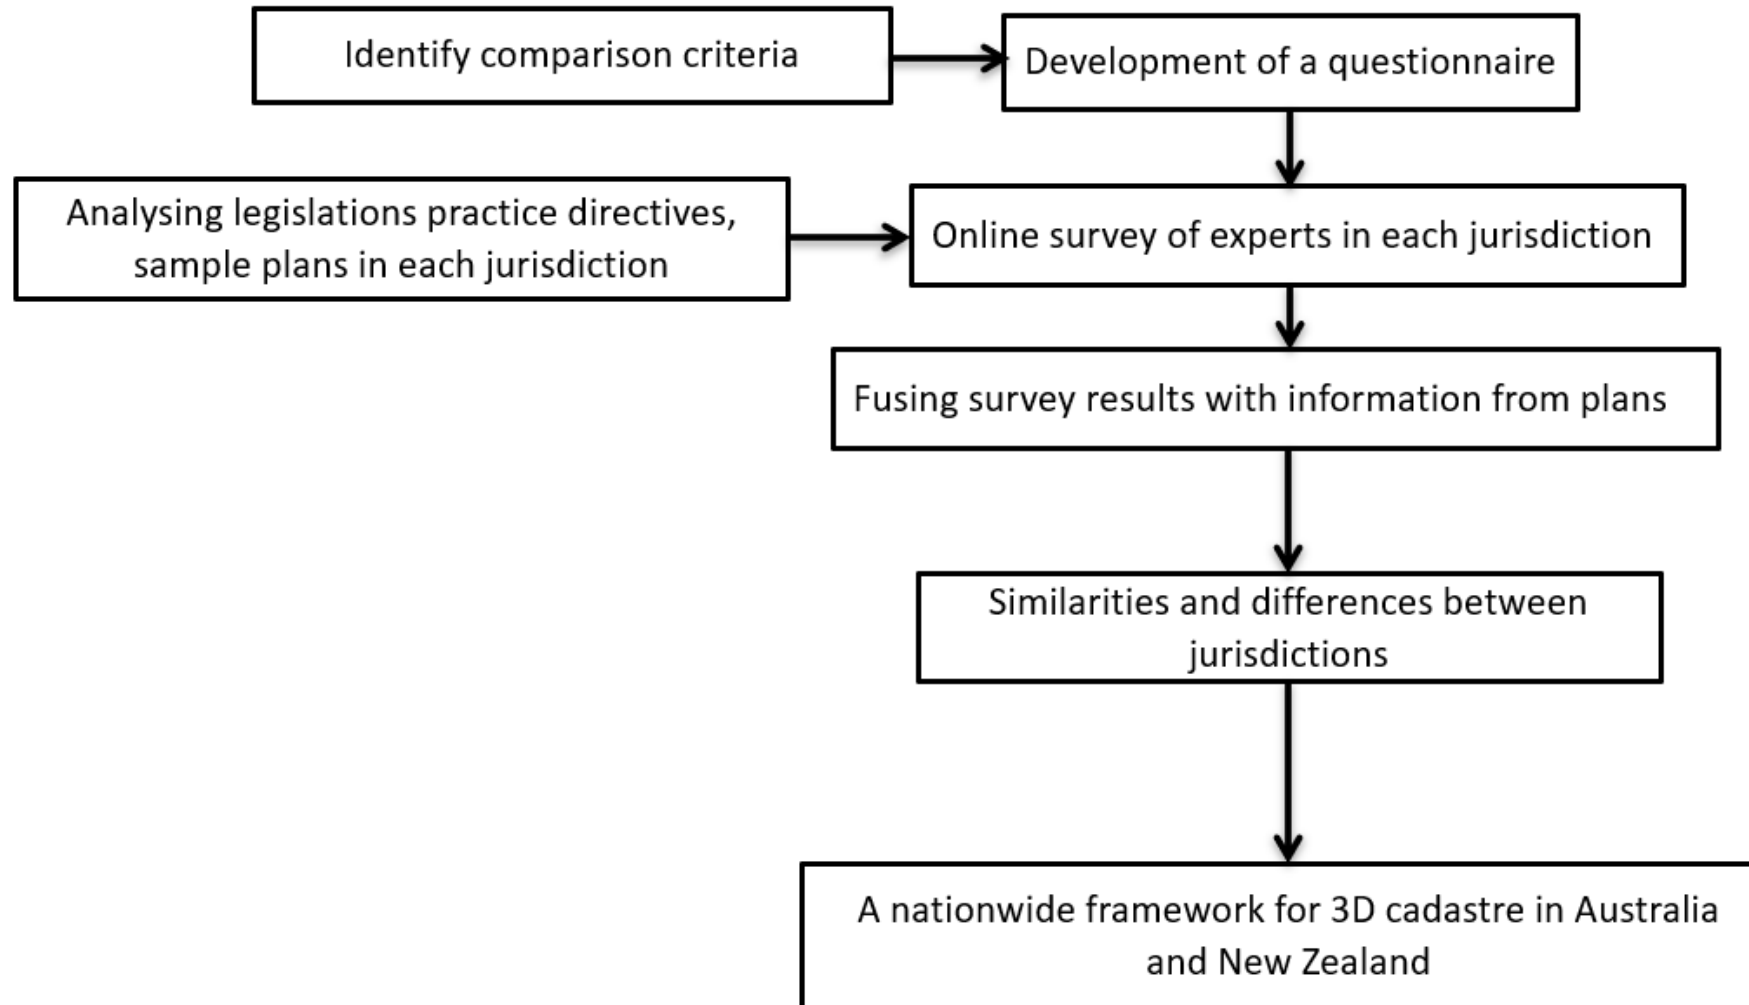 Identify comparison criteria
Development of a questionnaire
Analysing legislations practice directives,
sample plans in each jurisdiction
Online survey of experts in each jurisdiction
Fusing survey results with information from plans
Similarities and differences between
jurisdictions
A nationwide framework for 3D cadastre in Australia
and New Zealand